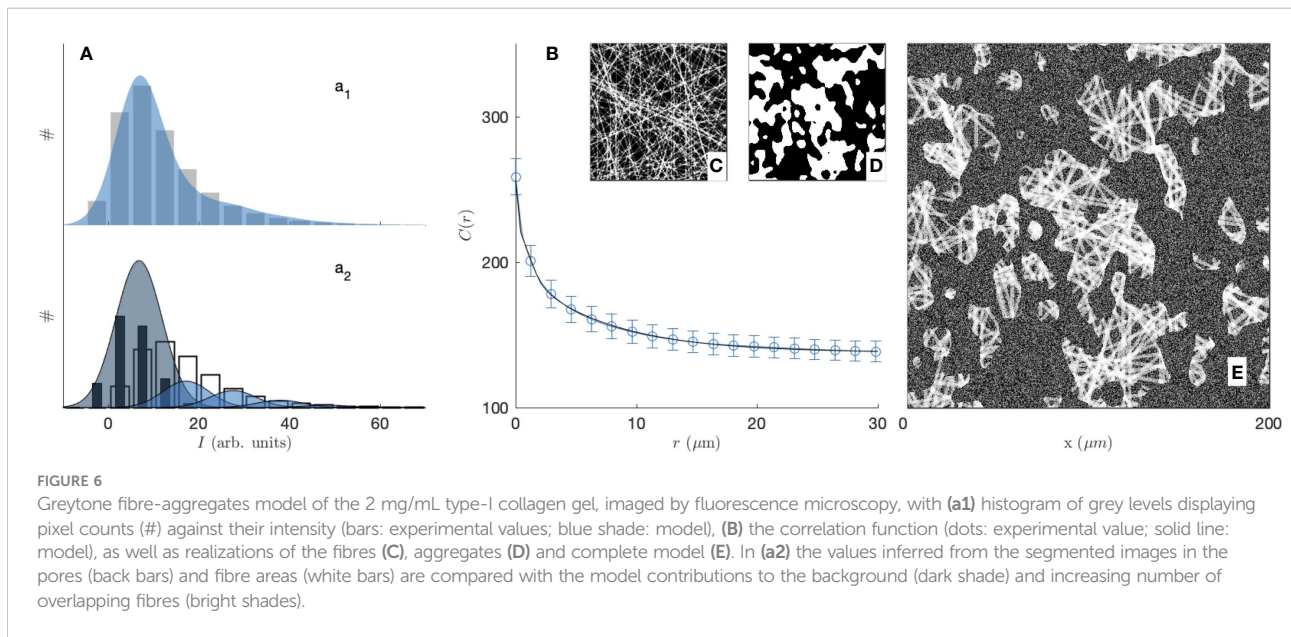 A
a1
#
a2
#
0 20 40 60
I (arb. units)
B
300
200
100
C(r)
0 10 20 30
r (μm)
C
D
E
0 200
x (μm)
FIGURE 6
Greytone fibre-aggregates model of the 2 mg/mL type-I collagen gel, imaged by fluorescence microscopy, with (a1) histogram of grey levels displaying
pixel counts (#) against their intensity (bars: experimental values; blue shade: model), (B) the correlation function (dots: experimental value; solid line:
model), as well as realizations of the fibres (C), aggregates (D) and complete model (E). In (a2) the values inferred from the segmented images in the
pores (back bars) and fibre areas (white bars) are compared with the model contributions to the background (dark shade) and increasing number of
overlapping fibres (bright shades).